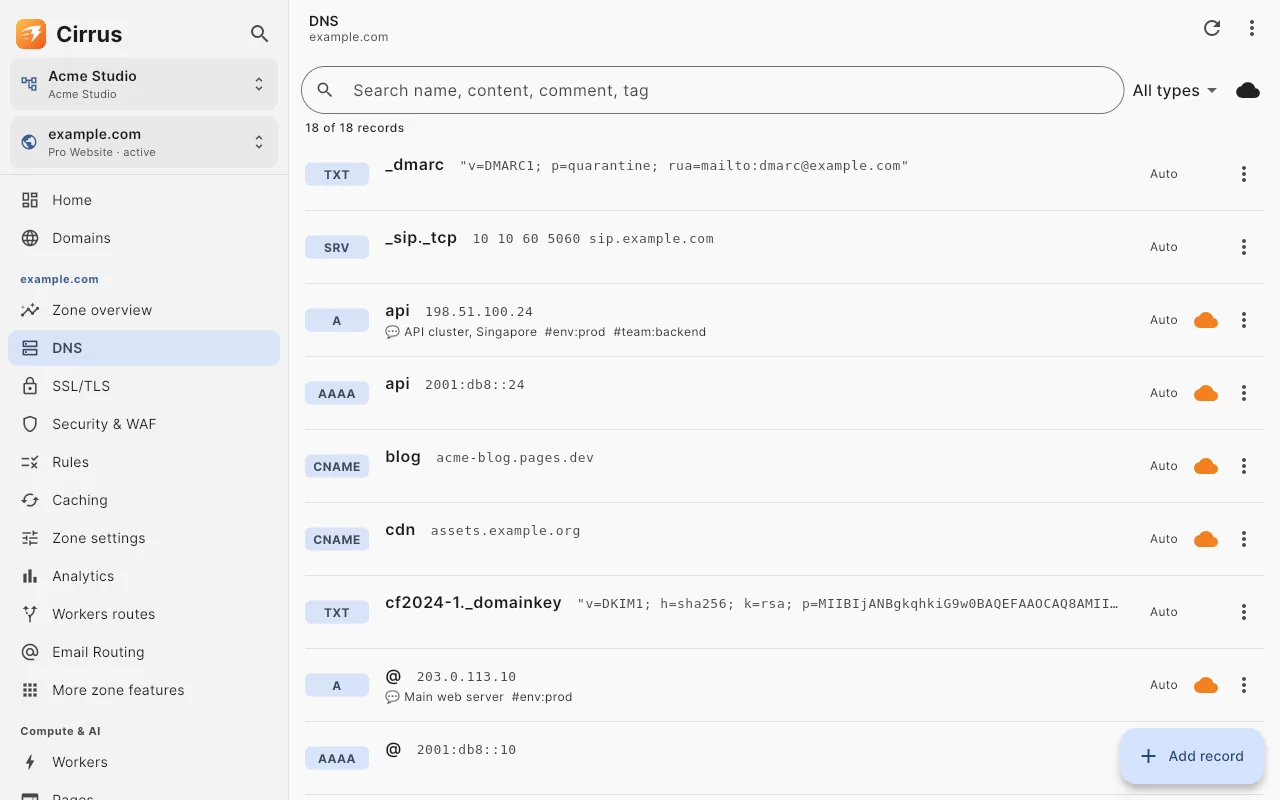 Cirrus
Acme Studio
Acme Studio
example.com
Pro Website · active
Home
Domains
example.com
Zone overview
DNS
SSL/TLS
Security & WAF
Rules
Caching
Zone settings
Analytics
Workers routes
Email Routing
More zone features
Compute & AI
Workers
Pages
DNS
example.com
Search name, content, comment, tag
All types
18 of 18 records
TXT _dmarc "v=DMARC1; p=quarantine; rua=mailto:dmarc@example.com" Auto
SRV _sip._tcp 10 10 60 5060 sip.example.com Auto
A api 198.51.100.24 Auto
💬 API cluster, Singapore #env:prod #team:backend
AAAA api 2001:db8::24 Auto
CNAME blog acme-blog.pages.dev Auto
CNAME cdn assets.example.org Auto
TXT cf2024-1._domainkey "v=DKIM1; h=sha256; k=rsa; p=MIIBIjANBgkqhkiG9w0BAQEFAAOCAQ8AMII… Auto
A @ 203.0.113.10 Auto
💬 Main web server #env:prod
AAAA @ 2001:db8::10
Add record